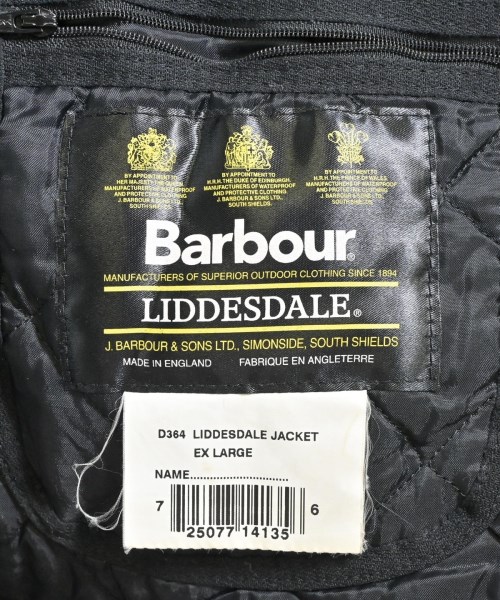 BY APPOINTMENT TO
HER MAJESTY THE QUEEN
MANUFACTURERS OF WATERPROOF
AND PROTECTIVE CLOTHING
J. BARBOUR & SONS LTD.,
SOUTH SHIELDS.
BY APPOINTMENT TO
H.R.H. THE DUKE OF EDINBURGH.
MANUFACTURERS OF WATERPROOF
AND PROTECTIVE CLOTHING
J. BARBOUR & SONS LTD.,
SOUTH SHIELDS.
BY APPOINTMENT TO
H.R.H. THE PRINCE OF WALES
MANUFACTURERS OF WATERPROOF
AND PROTECTIVE CLOTHING
J. BARBOUR & SONS LTD.,
SOUTH SHIELDS.
Barbour®
MANUFACTURERS OF SUPERIOR OUTDOOR CLOTHING SINCE 1894
LIDDESDALE®
J. BARBOUR & SONS LTD., SIMONSIDE, SOUTH SHIELDS
MADE IN ENGLAND FABRIQUE EN ANGLETERRE
D364 LIDDESDALE JACKET
EX LARGE
NAME..............................
7 25077 14135 6